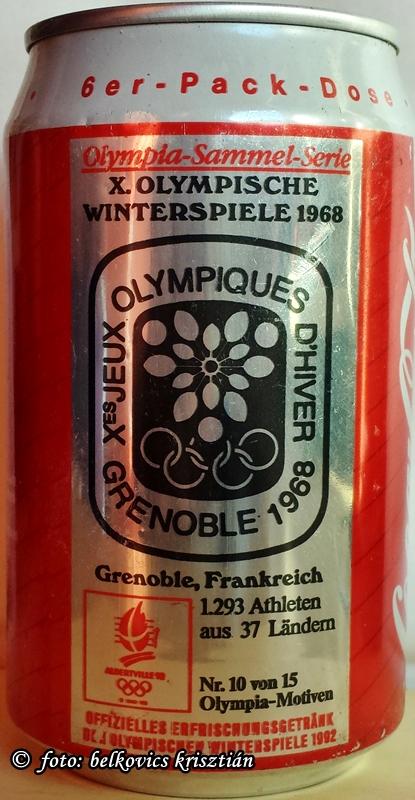 6er-Pack-Dose
Olympia-Sammel-Serie
X. OLYMPISCHE
WINTERSPIELE 1968
XES JEUX OLYMPIQUES D'HIVER
GRENOBLE 1968
Grenoble, Frankreich
1.293 Athleten
aus 37 Ländern
ALBERTVILLE 92
Nr. 10 von 15
Olympia-Motiven
OFFIZIELLES ERFRISCHUNGSGETRÄNK
OLYMPISCHEN WINTERSPIELE 1992
© foto: belkovics krisztián